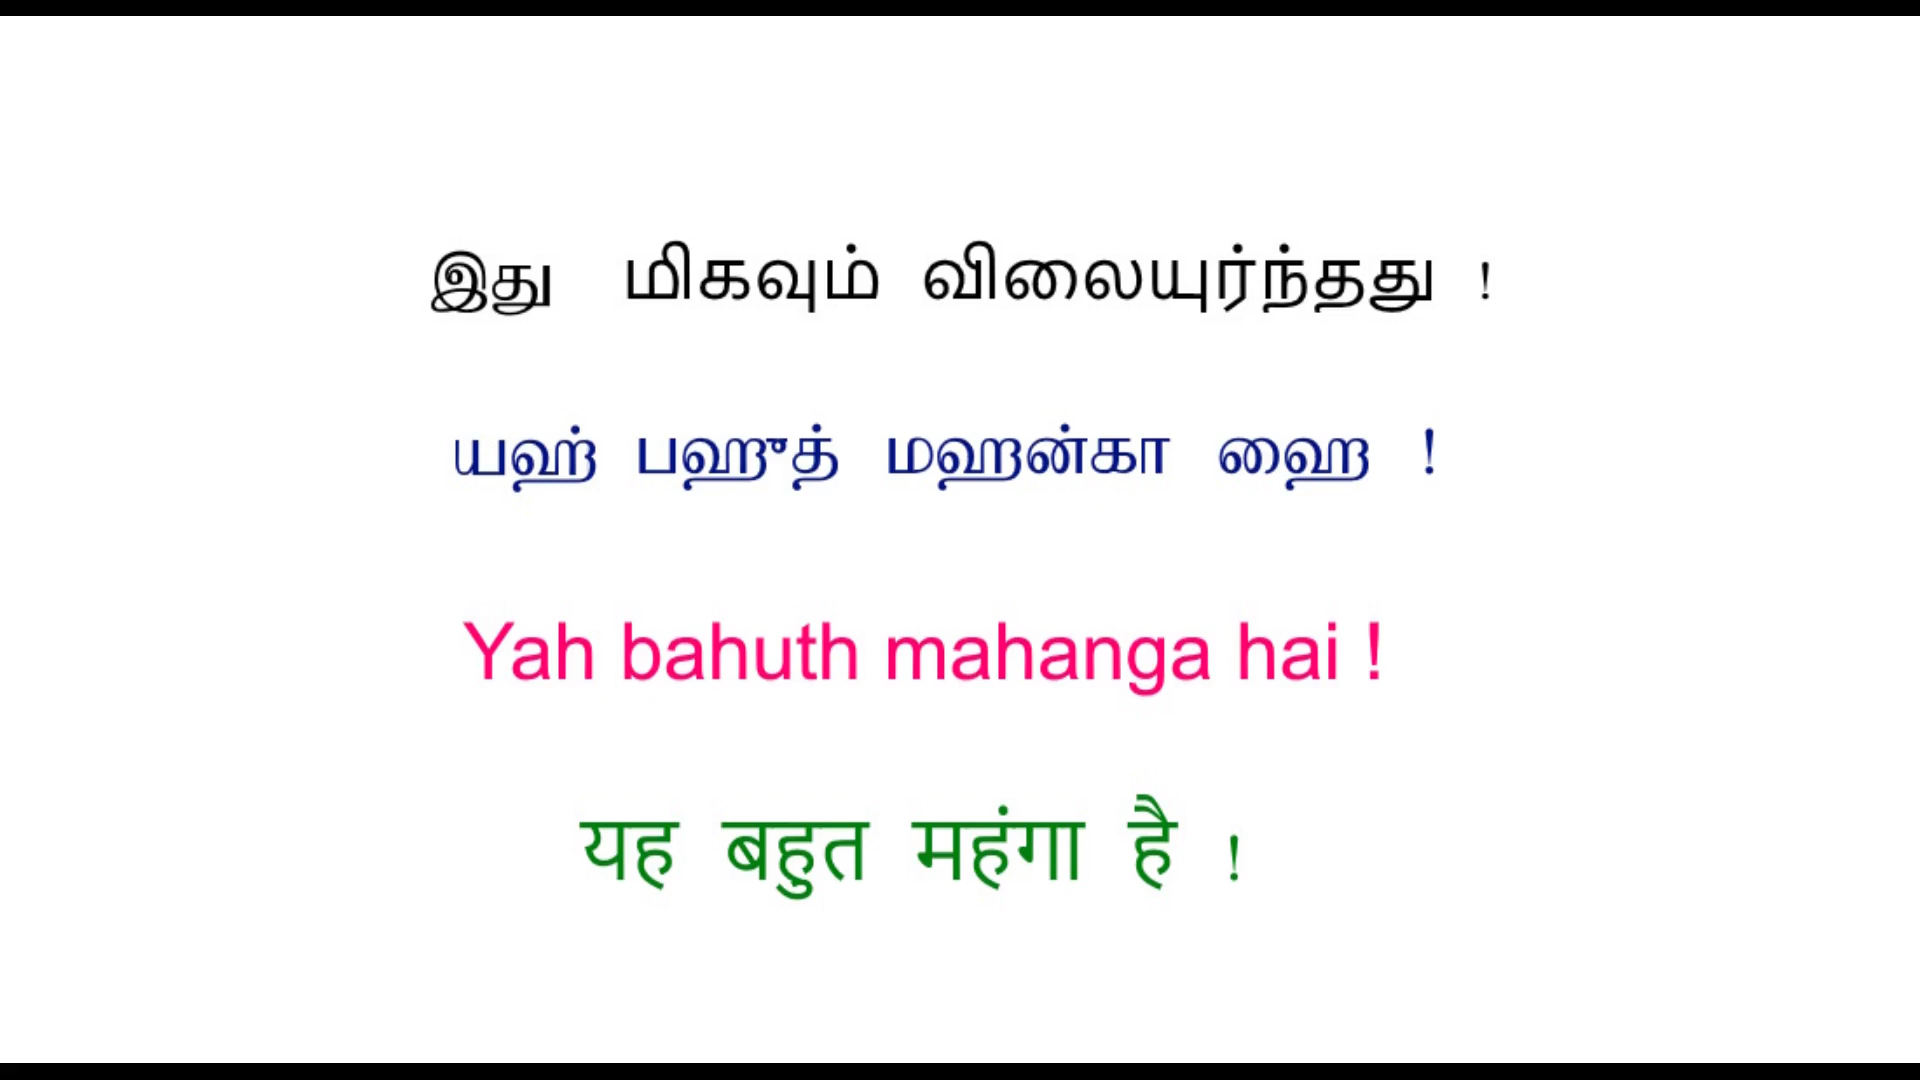 இது மிகவும் விலையுர்ந்தது !
யஹ் பஹுத் மஹன்கா ஹை !
Yah bahuth mahanga hai !
यह बहुत महंगा है !